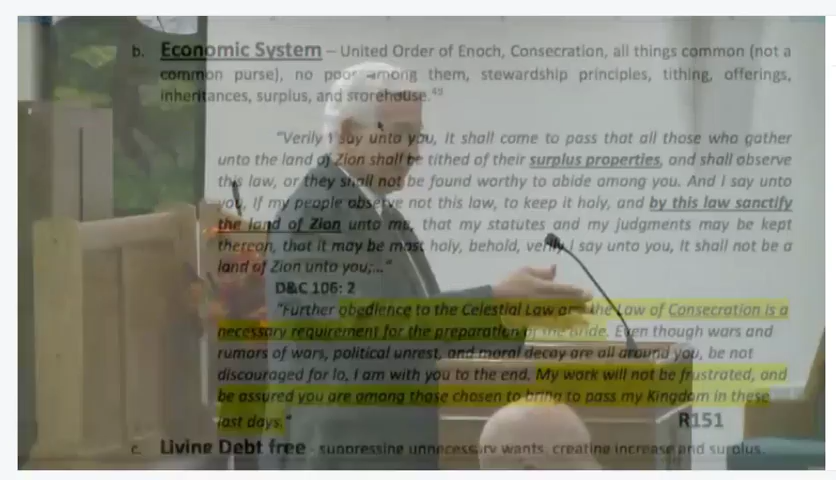 b. Economic System – United Order of Enoch, Consecration, all things common (not a
common purse), no poor among them, stewardship principles, tithing, offerings,
inheritances, surplus, and storehouse.⁴⁹
"Verily I say unto you, It shall come to pass that all those who gather
unto the land of Zion shall be tithed of their surplus properties, and shall observe
this law, or they shall not be found worthy to abide among you. And I say unto
you, If my people observe not this law, to keep it holy, and by this law sanctify
the land of Zion unto me, that my statutes and my judgments may be kept
thereon, that it may be most holy, behold, verily I say unto you, It shall not be a
land of Zion unto you;..."
D&C 106: 2
"Further obedience to the Celestial Law and the Law of Consecration is a
necessary requirement for the preparation of the Bride. Even though wars and
rumors of wars, political unrest, and moral decay are all around you, be not
discouraged for lo, I am with you to the end. My work will not be frustrated, and
be assured you are among those chosen to bring to pass my Kingdom in these
last days."
R151
c. Living Debt free - suppressing unnecessary wants, creating increase and surplus.